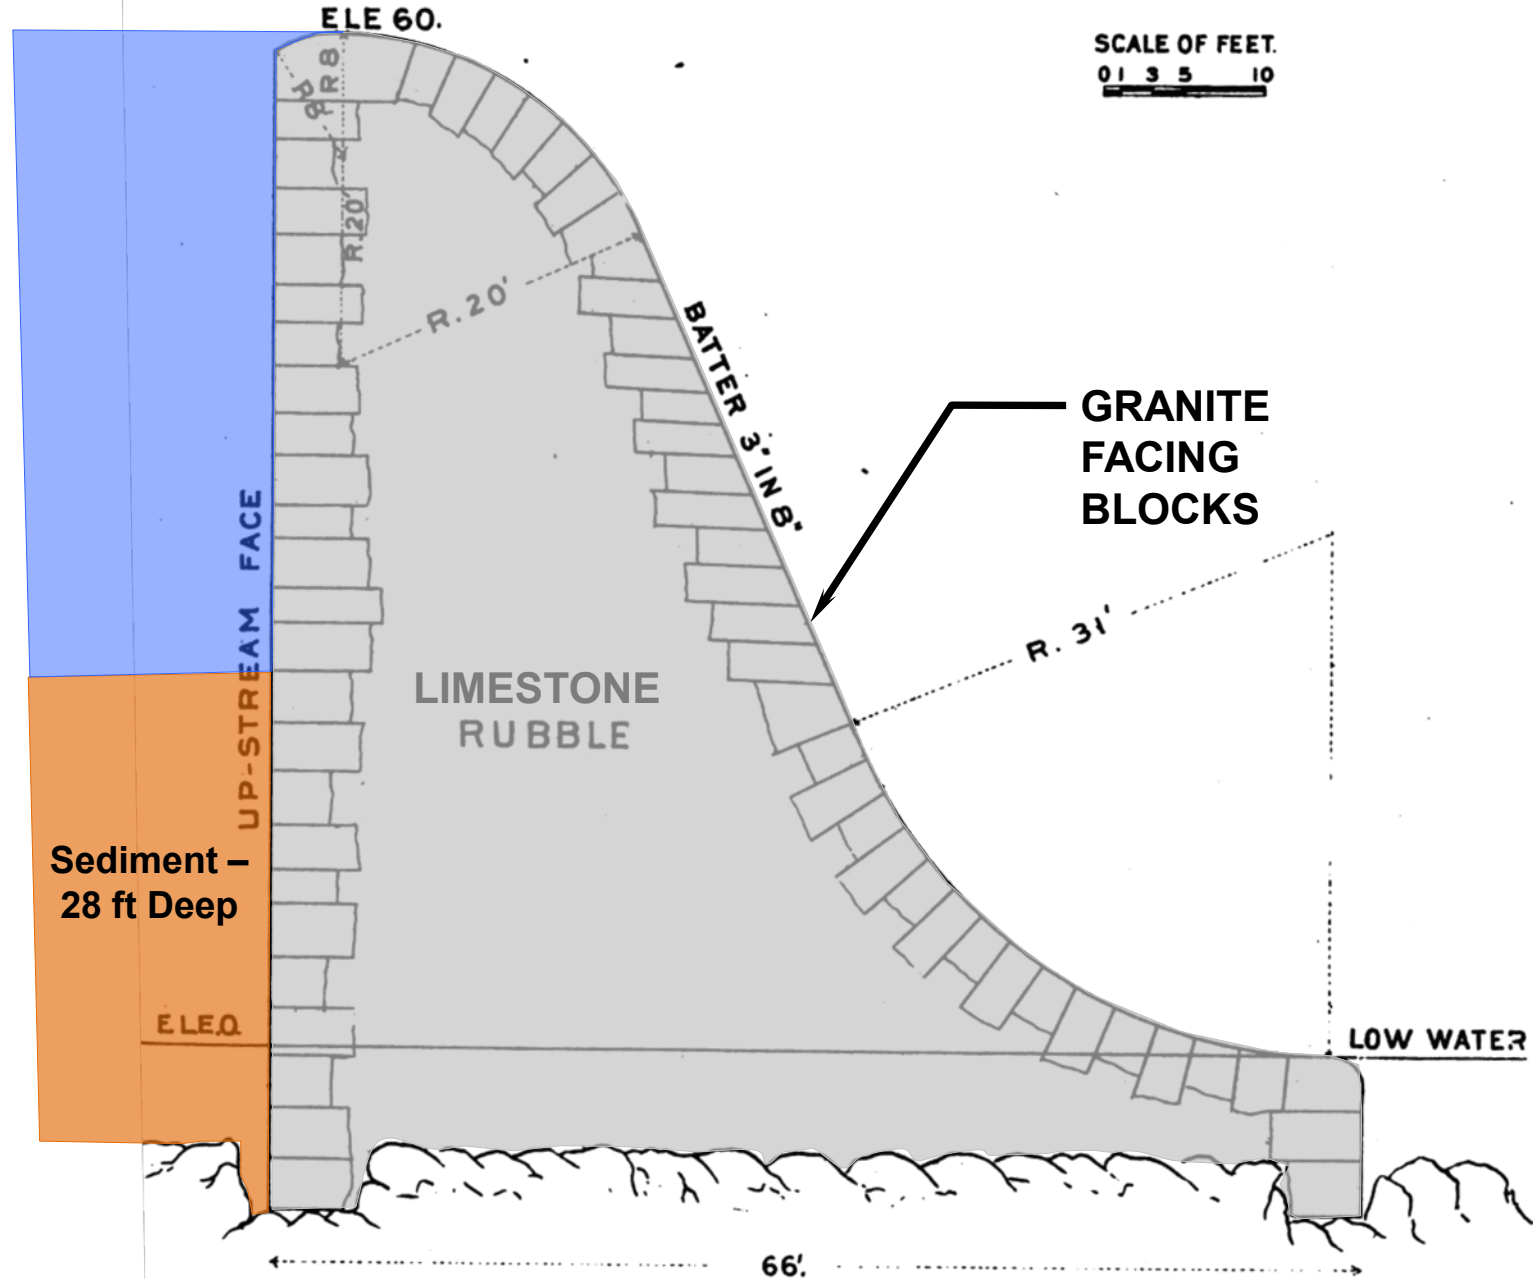 ELE 60.
SCALE OF FEET.
0 1 3 5 10
R 8
R 8
R.20'
R.20'
BATTER 3" IN 8"
GRANITE
FACING
BLOCKS
UP-STREAM FACE
R. 31'
LIMESTONE
RUBBLE
Sediment –
28 ft Deep
ELE.0
LOW WATER
66'.